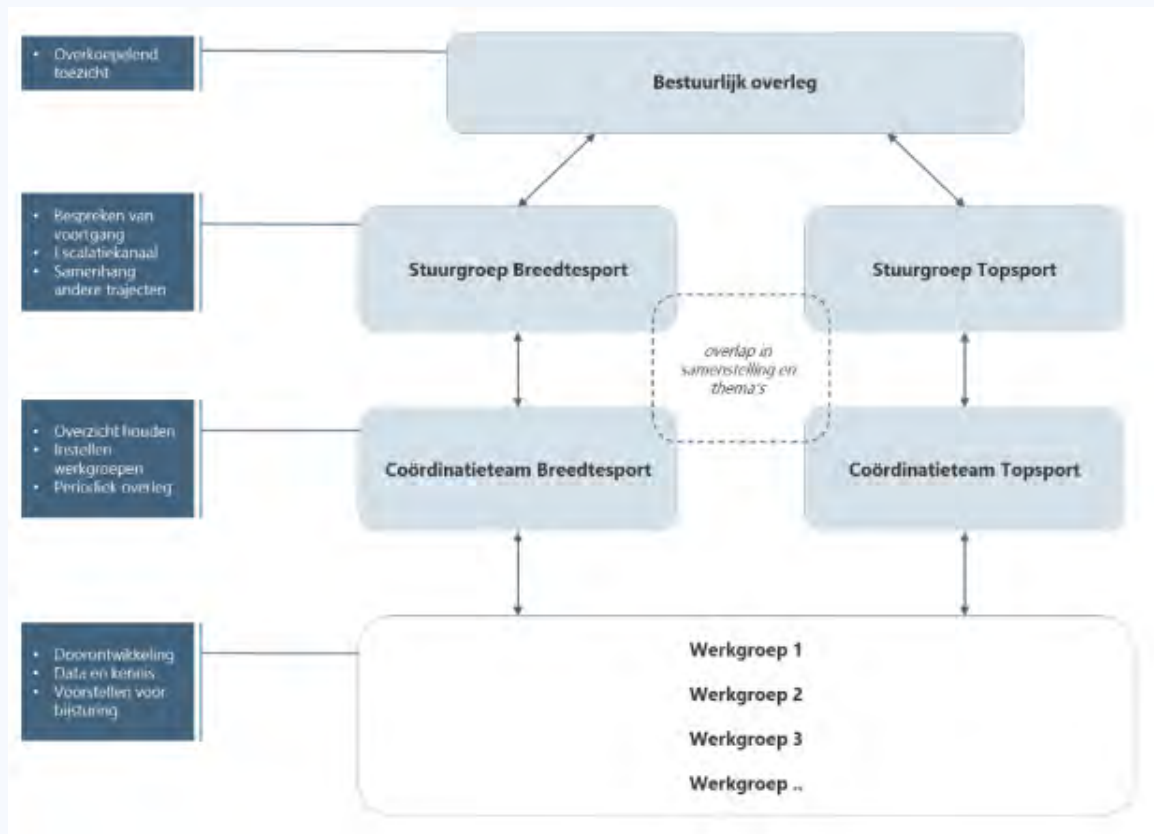 • Overkoepelend
toezicht
Bestuurlijk overleg
• Bespreken van
voortgang
• Escalatiekanaal
• Samenhang
andere trajecten
Stuurgroep Breedtesport
Stuurgroep Topsport
overlap in
samenstelling en
thema's
• Overzicht houden
• Instellen
werkgroepen
• Periodiek overleg
Coördinatieteam Breedtesport
Coördinatieteam Topsport
• Doorontwikkeling
• Data en kennis
• Voorstellen voor
bijsturing
Werkgroep 1
Werkgroep 2
Werkgroep 3
Werkgroep ..